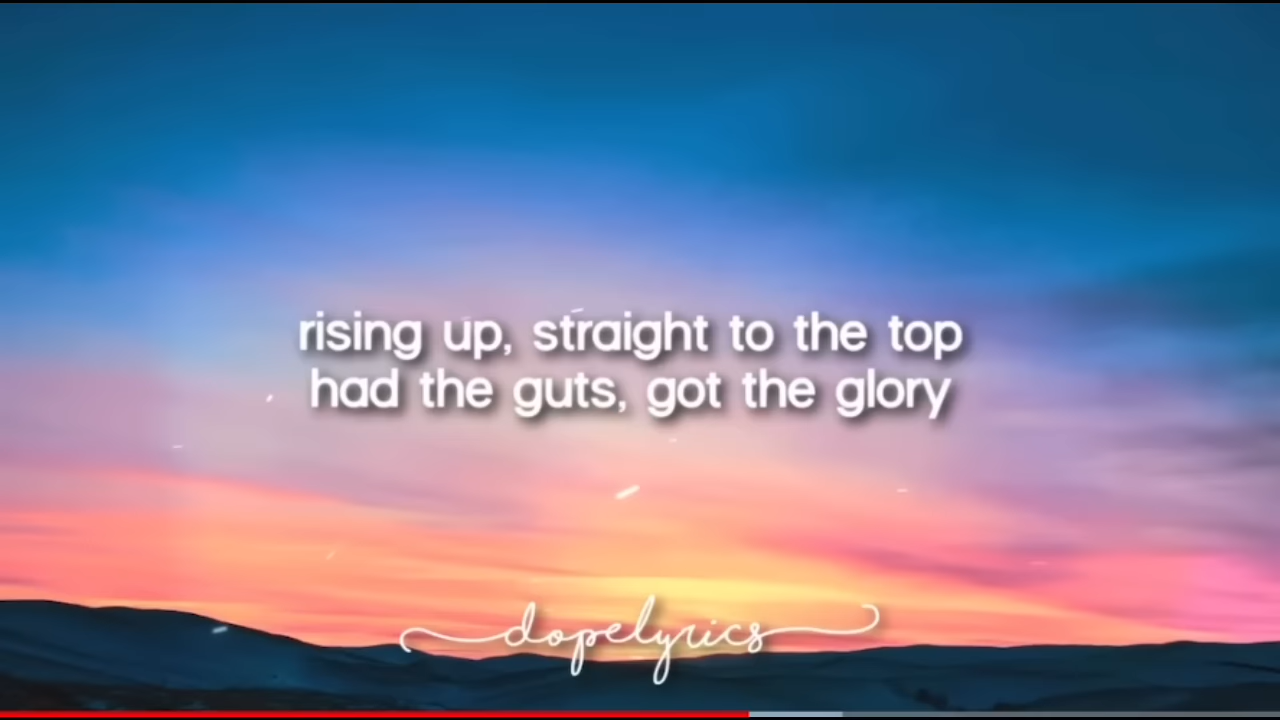 rising up, straight to the top
had the guts, got the glory
dopelyrics